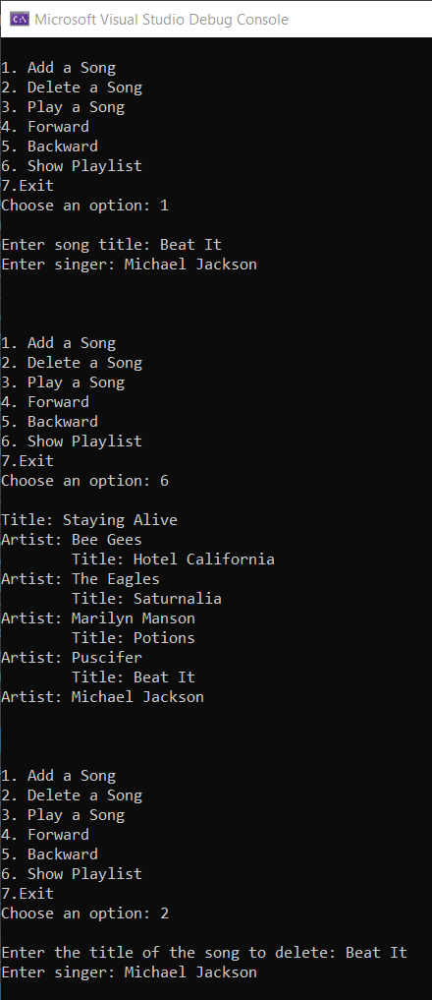 Microsoft Visual Studio Debug Console
1. Add a Song
2. Delete a Song
3. Play a Song
4. Forward
5. Backward
6. Show Playlist
7.Exit
Choose an option: 1
Enter song title: Beat It
Enter singer: Michael Jackson
1. Add a Song
2. Delete a Song
3. Play a Song
4. Forward
5. Backward
6. Show Playlist
7.Exit
Choose an option: 6
Title: Staying Alive
Artist: Bee Gees
Title: Hotel California
Artist: The Eagles
Title: Saturnalia
Artist: Marilyn Manson
Title: Potions
Artist: Puscifer
Title: Beat It
Artist: Michael Jackson
1. Add a Song
2. Delete a Song
3. Play a Song
4. Forward
5. Backward
6. Show Playlist
7.Exit
Choose an option: 2
Enter the title of the song to delete: Beat It
Enter singer: Michael Jackson